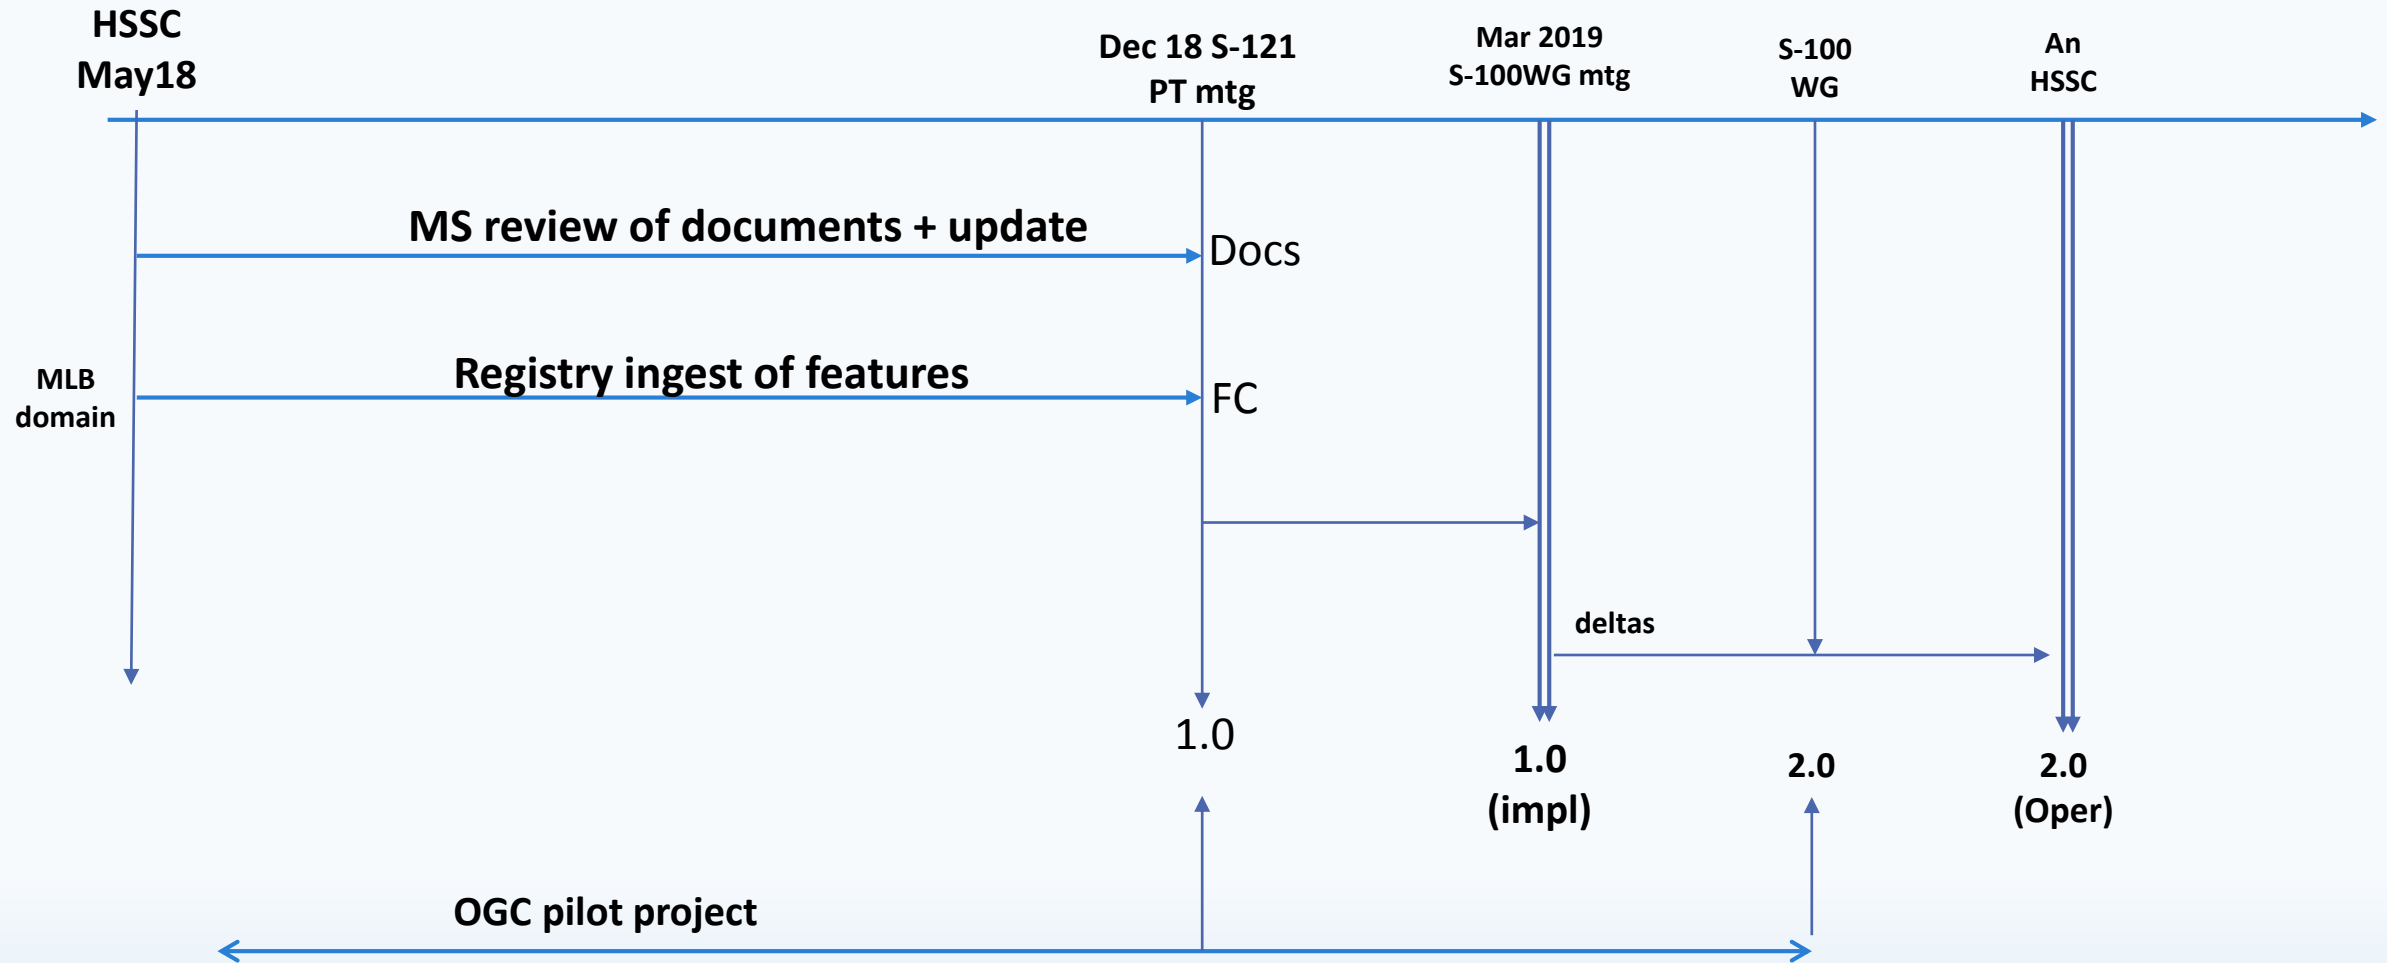 HSSC
May18
Dec 18 S-121
PT mtg
Mar 2019
S-100WG mtg
S-100
WG
An
HSSC
MS review of documents + update
Docs
MLB
domain
Registry ingest of features
FC
deltas
1.0
1.0
(impl)
2.0
2.0
(Oper)
OGC pilot project